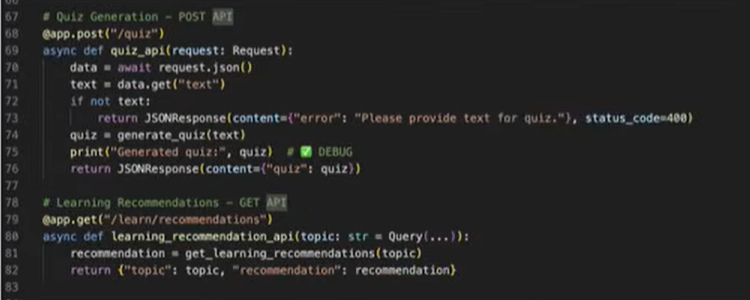 67 # Quiz Generation – POST API
68 @app.post("/quiz")
69 async def quiz_api(request: Request):
70 data = await request.json()
71 text = data.get("text")
72 if not text:
73 return JSONResponse(content={"error": "Please provide text for quiz."}, status_code=400)
74 quiz = generate_quiz(text)
75 print("Generated quiz:", quiz) # ✅ DEBUG
76 return JSONResponse(content={"quiz": quiz})
77
78 # Learning Recommendations – GET API
79 @app.get("/learn/recommendations")
80 async def learning_recommendation_api(topic: str = Query(...)):
81 recommendation = get_learning_recommendations(topic)
82 return {"topic": topic, "recommendation": recommendation}
83